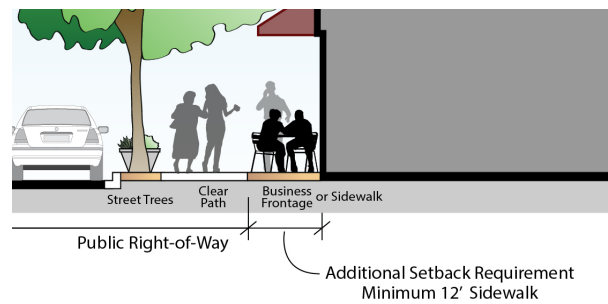 Street Trees
Clear
Path
Business
Frontage
or Sidewalk
Public Right-of-Way
Additional Setback Requirement
Minimum 12' Sidewalk